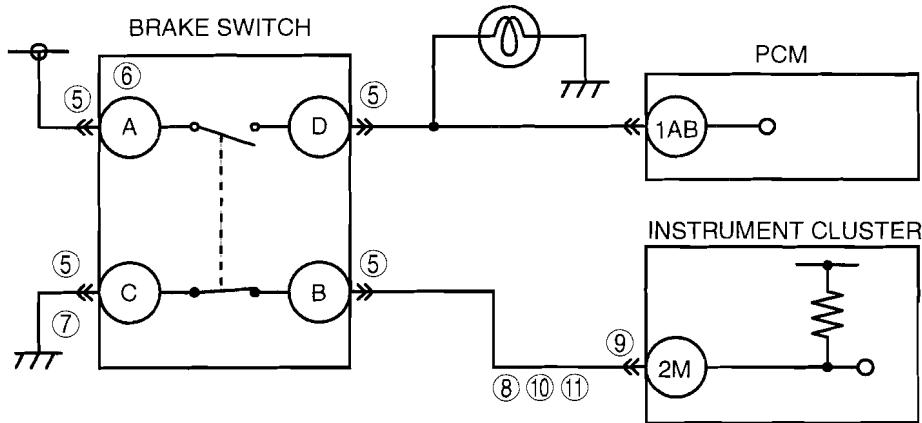 BRAKE SWITCH
PCM
⑥
⑤
⑤
A
D
1AB
INSTRUMENT CLUSTER
⑤
⑤
C
B
⑦
⑨
2M
⑧ ⑩ ⑪